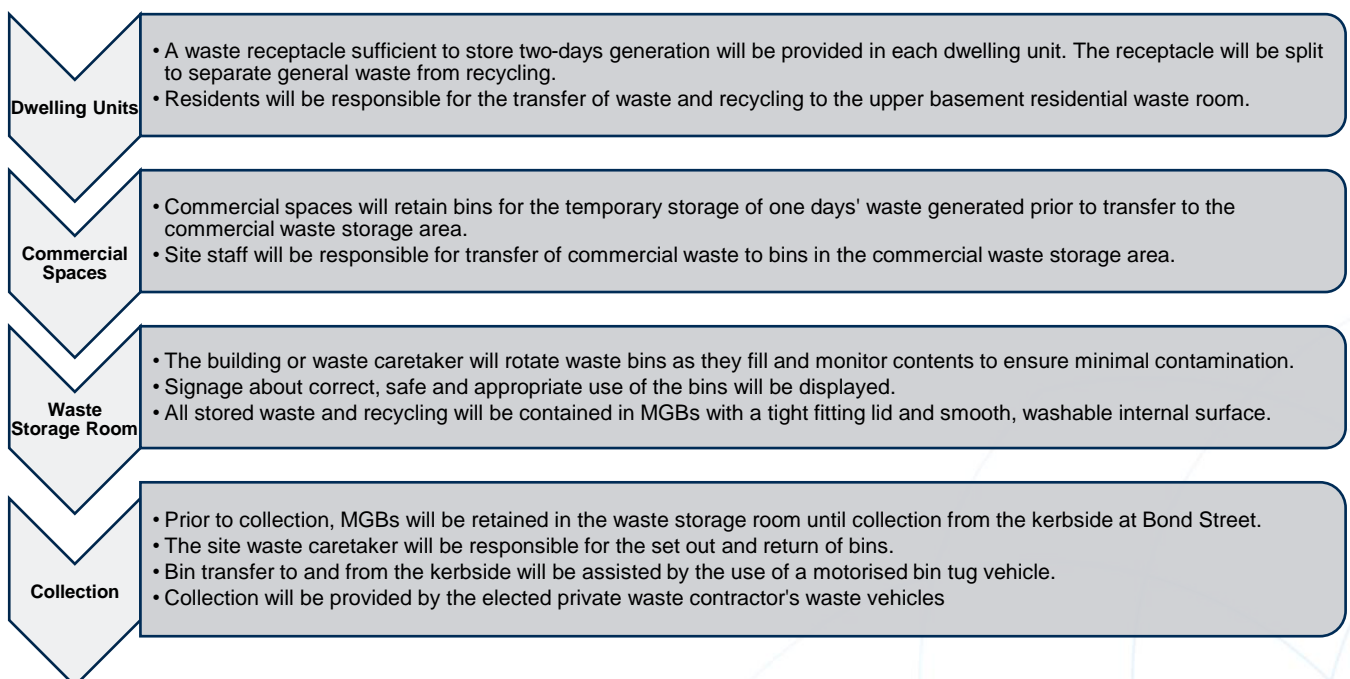 Dwelling Units
• A waste receptacle sufficient to store two-days generation will be provided in each dwelling unit. The receptacle will be split
to separate general waste from recycling.
• Residents will be responsible for the transfer of waste and recycling to the upper basement residential waste room.
Commercial
Spaces
• Commercial spaces will retain bins for the temporary storage of one days' waste generated prior to transfer to the
commercial waste storage area.
• Site staff will be responsible for transfer of commercial waste to bins in the commercial waste storage area.
Waste
Storage Room
• The building or waste caretaker will rotate waste bins as they fill and monitor contents to ensure minimal contamination.
• Signage about correct, safe and appropriate use of the bins will be displayed.
• All stored waste and recycling will be contained in MGBs with a tight fitting lid and smooth, washable internal surface.
Collection
• Prior to collection, MGBs will be retained in the waste storage room until collection from the kerbside at Bond Street.
• The site waste caretaker will be responsible for the set out and return of bins.
• Bin transfer to and from the kerbside will be assisted by the use of a motorised bin tug vehicle.
• Collection will be provided by the elected private waste contractor's waste vehicles